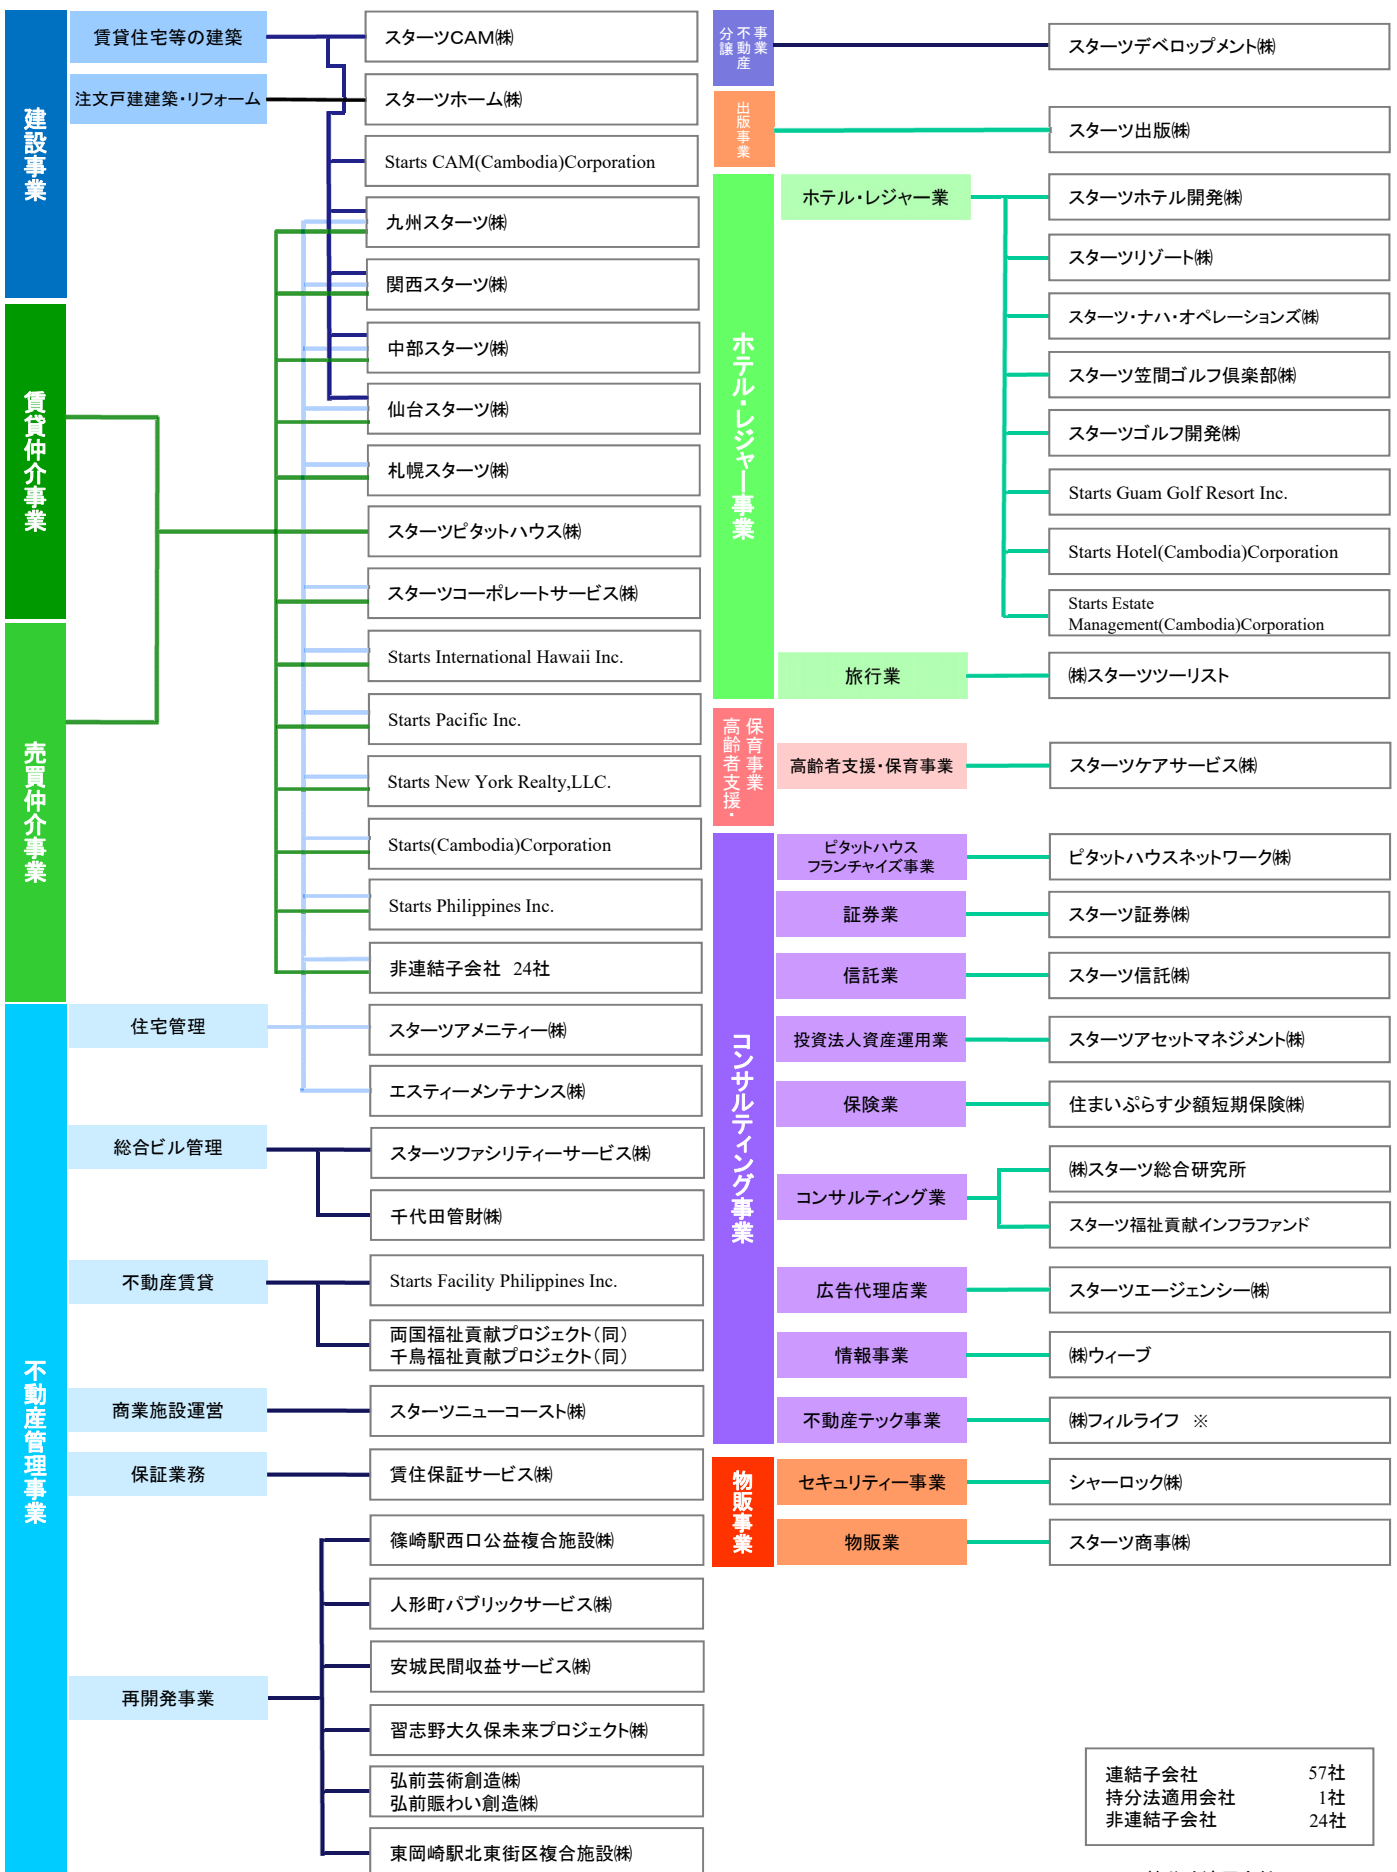 建設事業
賃貸住宅等の建築
スターツCAM㈱
注文戸建建築・リフォーム
スターツホーム㈱
Starts CAM(Cambodia)Corporation
九州スターツ㈱
関西スターツ㈱
中部スターツ㈱
仙台スターツ㈱
札幌スターツ㈱
賃貸仲介事業
スターツピタットハウス㈱
スターツコーポレートサービス㈱
売買仲介事業
Starts International Hawaii Inc.
Starts Pacific Inc.
Starts New York Realty,LLC.
Starts(Cambodia)Corporation
Starts Philippines Inc.
非連結子会社 24社
不動産管理事業
住宅管理
スターツアメニティー㈱
エスティーメンテナンス㈱
総合ビル管理
スターツファシリティーサービス㈱
千代田管財㈱
不動産賃貸
Starts Facility Philippines Inc.
両国福祉貢献プロジェクト（同）
千鳥福祉貢献プロジェクト（同）
商業施設運営
スターツニューコースト㈱
保証業務
賃住保証サービス㈱
再開発事業
篠崎駅西口公益複合施設㈱
人形町パブリックサービス㈱
安城民間収益サービス㈱
習志野大久保未来プロジェクト㈱
弘前芸術創造㈱
弘前賑わい創造㈱
東岡崎駅北東街区複合施設㈱
事業
不動産
分譲
スターツデベロップメント㈱
出版事業
スターツ出版㈱
ホテル・レジャー事業
ホテル・レジャー業
スターツホテル開発㈱
スターツリゾート㈱
スターツ・ナハ・オペレーションズ㈱
スターツ笠間ゴルフ倶楽部㈱
スターツゴルフ開発㈱
Starts Guam Golf Resort Inc.
Starts Hotel(Cambodia)Corporation
Starts Estate
Management(Cambodia)Corporation
旅行業
㈱スターツツーリスト
保育事業
高齢者支援・
高齢者支援・保育事業
スターツケアサービス㈱
コンサルティング事業
ピタットハウス
フランチャイズ事業
ピタットハウスネットワーク㈱
証券業
スターツ証券㈱
信託業
スターツ信託㈱
投資法人資産運用業
スターツアセットマネジメント㈱
保険業
住まいぷらす少額短期保険㈱
コンサルティング業
㈱スターツ総合研究所
スターツ福祉貢献インフラファンド
広告代理店業
スターツエージェンシー㈱
情報事業
㈱ウィーブ
不動産テック事業
㈱フィルライフ ※
物販事業
セキュリティー事業
シャーロック㈱
物販業
スターツ商事㈱
連結子会社 57社
持分法適用会社 1社
非連結子会社 24社